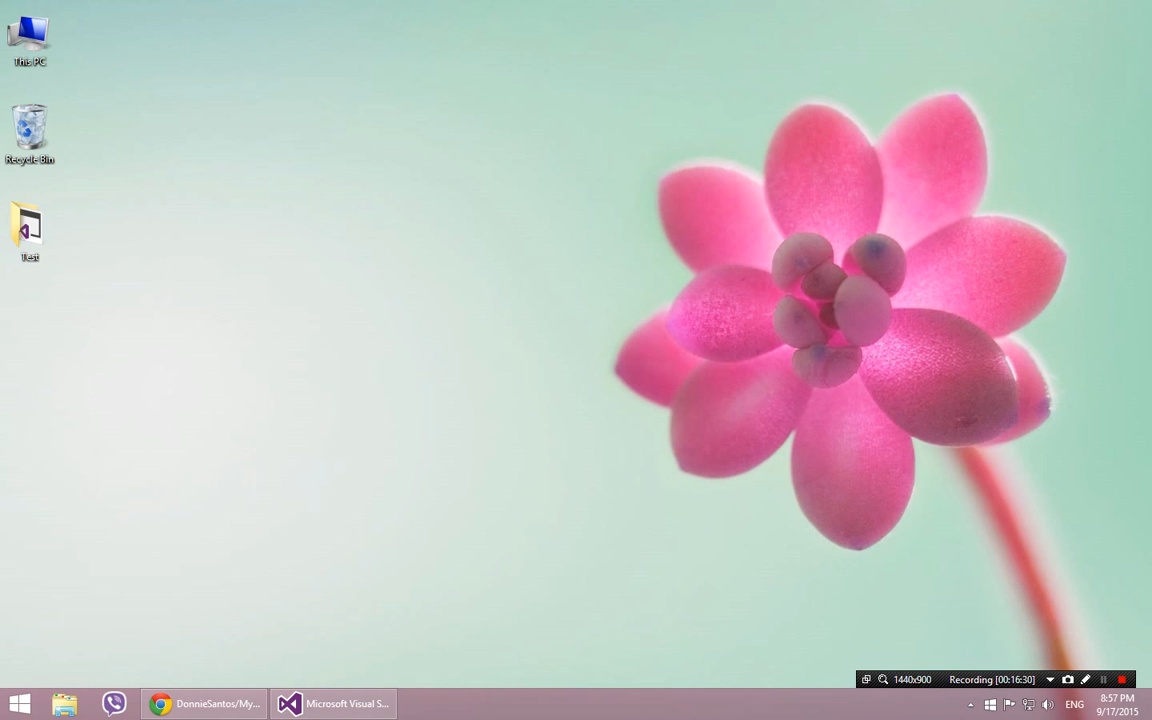 This PC
Recycle Bin
Test
1440x900
Recording [00:16:30]
DonnieSantos/My...
Microsoft Visual S...
ENG
8:57 PM
9/17/2015